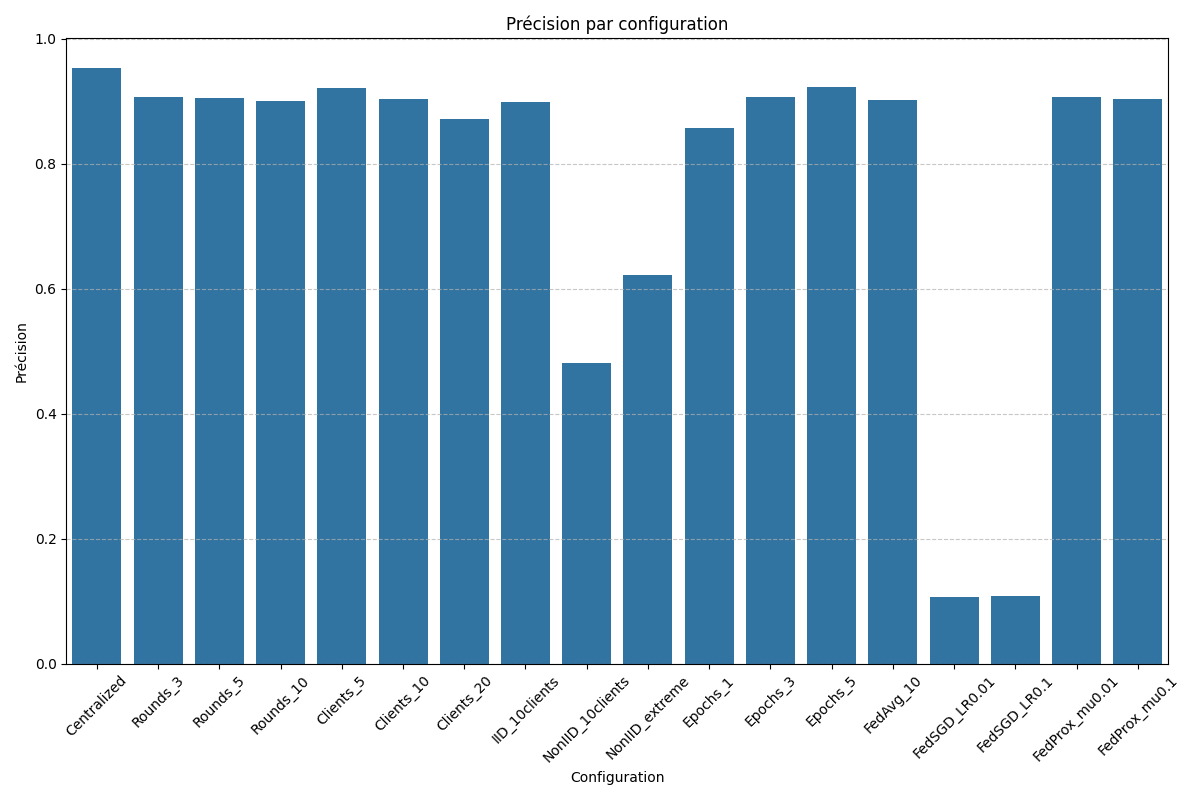 Précision par configuration
Précision
1.0
0.8
0.6
0.4
0.2
0.0
Centralized
Rounds_3
Rounds_5
Rounds_10
Clients_5
Clients_10
Clients_20
IID_10clients
NonIID_10clients
NonIID_extreme
Epochs_1
Epochs_3
Epochs_5
FedAvg_10
FedSGD_LR0.01
FedSGD_LR0.1
FedProx_mu0.01
FedProx_mu0.1
Configuration